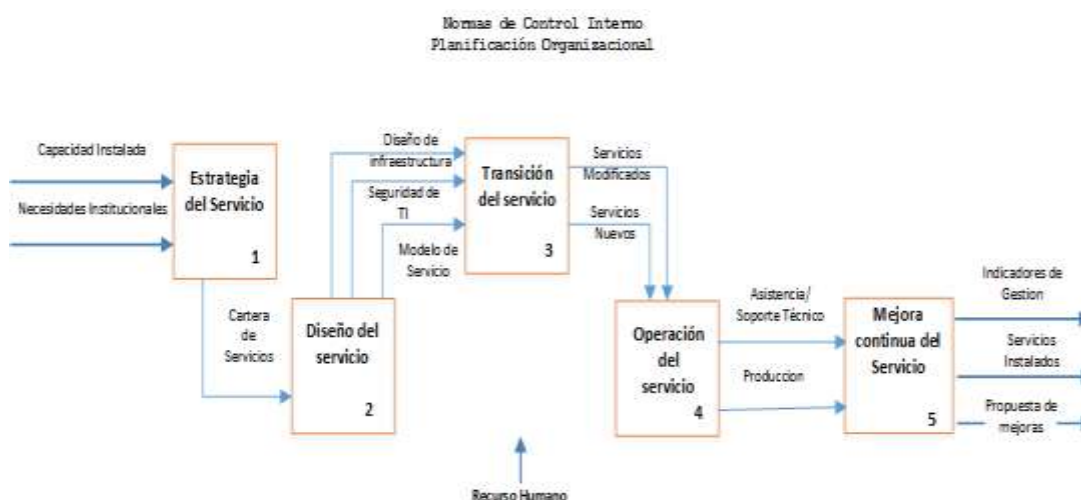 Normas de Control Interno
Planificación Organizacional
Capacidad Instalada
Necesidades Institucionales
Estrategia
del Servicio
1
Cartera
de
Servicios
Diseño del
servicio
2
Diseño de
infraestructura
Seguridad de
TI
Modelo de
Servicio
Transición
del servicio
3
Servicios
Modificados
Servicios
Nuevos
Operación
del
servicio
4
Asistencia/
Soporte Técnico
Produccion
Mejora
continua del
Servicio
5
Indicadores de
Gestion
Servicios
Instalados
Propuesta de
mejoras
Recurso Humano